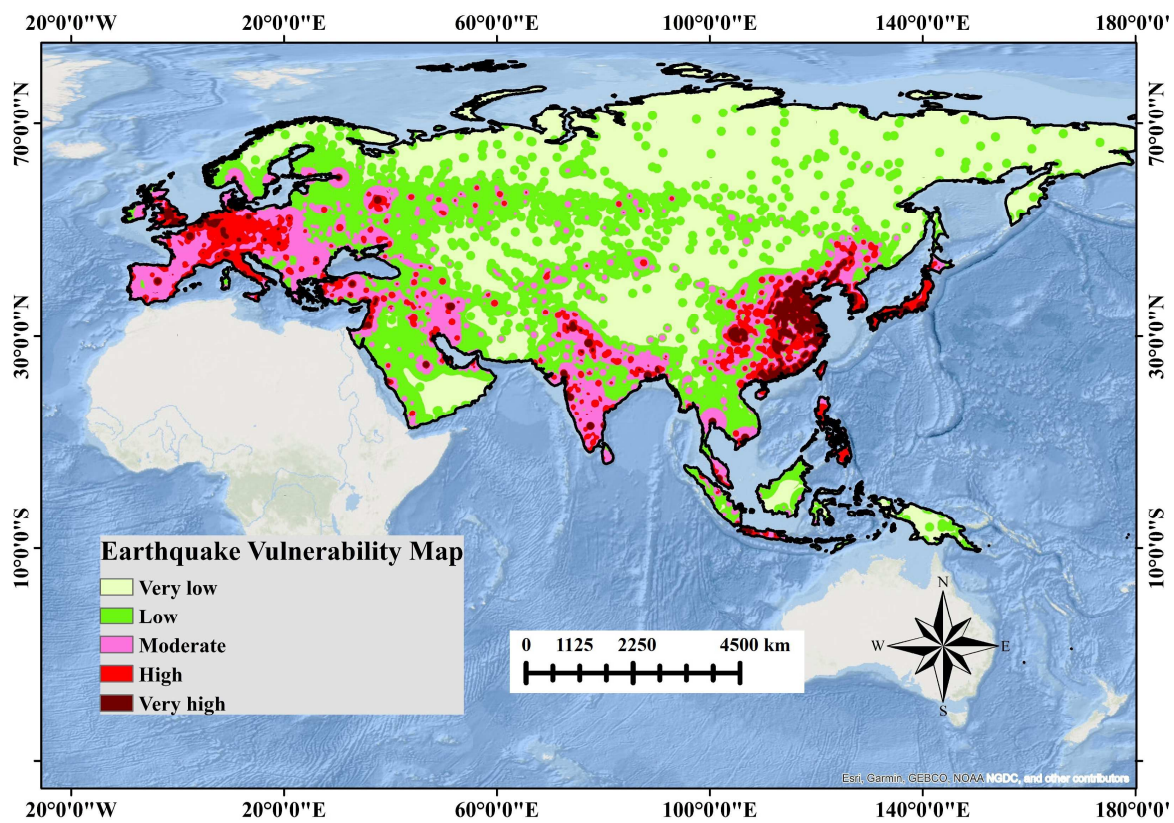 20°0'0"W 20°0'0"E 60°0'0"E 100°0'0"E 140°0'0"E 180°0'0'
70°0'0"N 70°0'0"N
30°0'0"N 30°0'0"N
10°0'0"S 10°0'0"S
Earthquake Vulnerability Map
Very low
Low
Moderate
High
Very high
0 1125 2250 4500 km
N
W E
S
Esri, Garmin, GEBCO, NOAA NGDC, and other contributors
20°0'0"W 20°0'0"E 60°0'0"E 100°0'0"E 140°0'0"E 180°0'0'